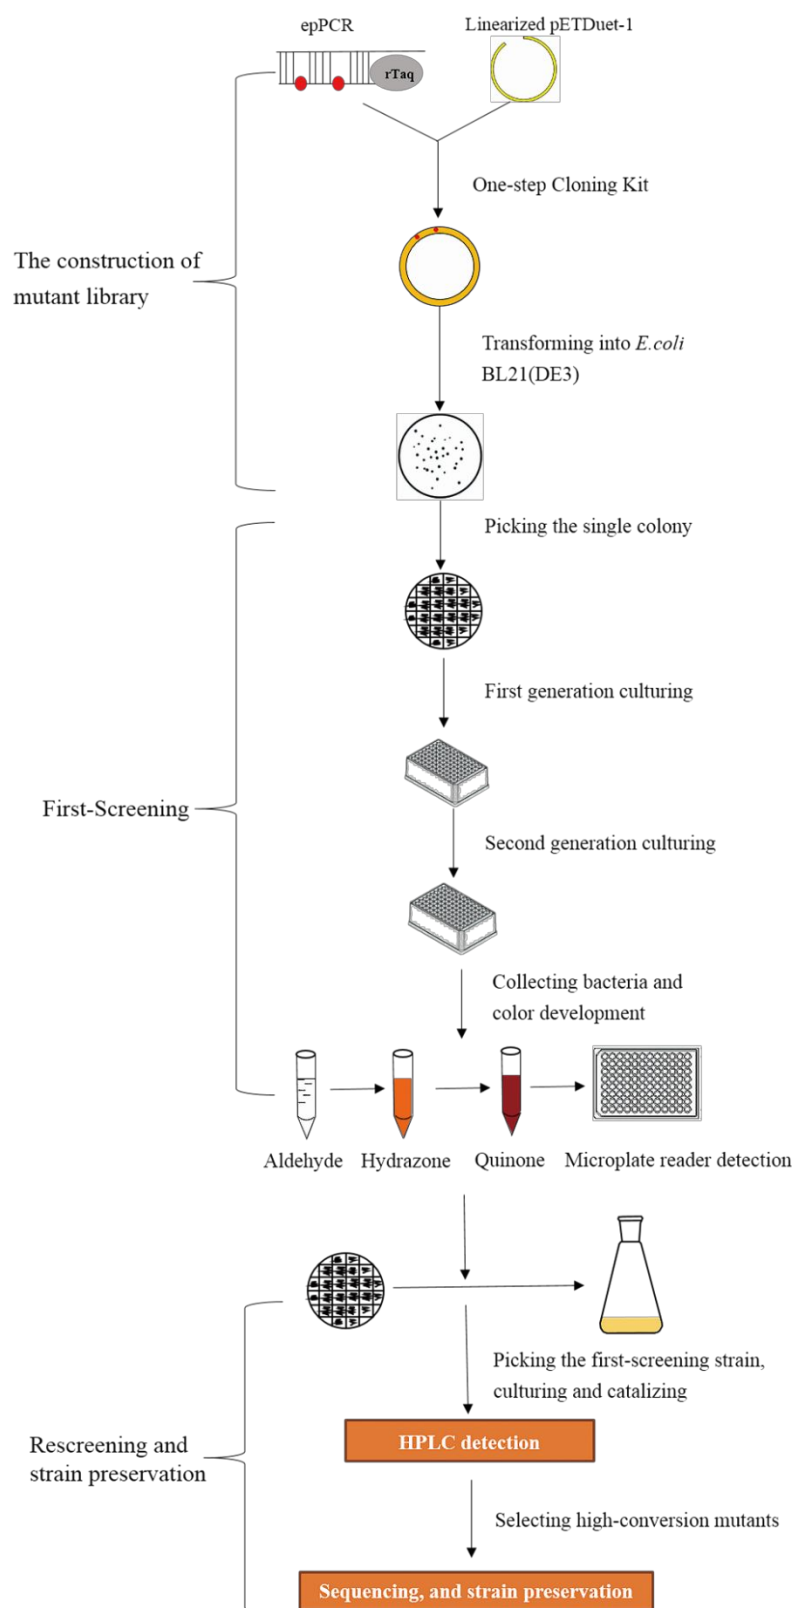 epPCR
Linearized pETDuet-1
rTaq
One-step Cloning Kit
The construction of
mutant library
Transforming into E.coli
BL21(DE3)
Picking the single colony
First generation culturing
First-Screening
Second generation culturing
Collecting bacteria and
color development
Aldehyde
Hydrazone
Quinone
Microplate reader detection
Picking the first-screening strain,
culturing and catalizing
HPLC detection
Rescreening and
strain preservation
Selecting high-conversion mutants
Sequencing, and strain preservation